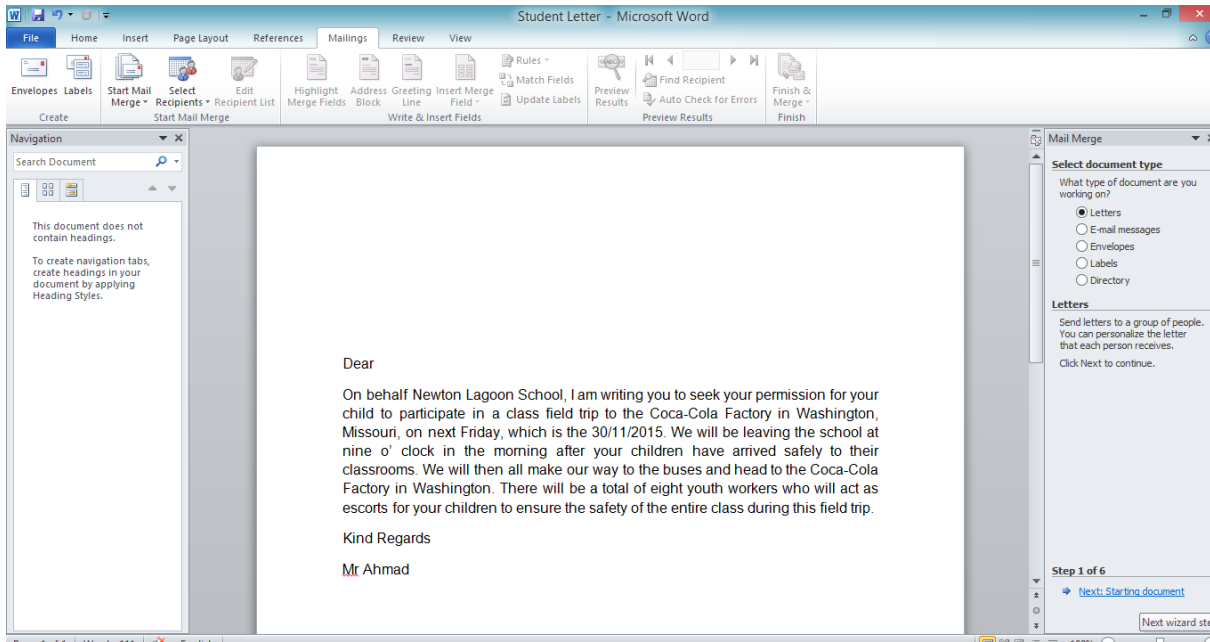 Student Letter - Microsoft Word
File Home Insert Page Layout References Mailings Review View
Envelopes Labels
Create
Start Mail Merge
Select Recipients
Edit Recipient List
Start Mail Merge
Highlight Merge Fields
Address Block
Greeting Line
Insert Merge Field
Rules
Match Fields
Update Labels
Write & Insert Fields
ABC
Preview Results
Find Recipient
Auto Check for Errors
Preview Results
Finish & Merge
Finish
Navigation
Search Document
This document does not
contain headings.
To create navigation tabs,
create headings in your
document by applying
Heading Styles.
Dear
On behalf Newton Lagoon School, I am writing you to seek your permission for your
child to participate in a class field trip to the Coca-Cola Factory in Washington,
Missouri, on next Friday, which is the 30/11/2015. We will be leaving the school at
nine o’ clock in the morning after your children have arrived safely to their
classrooms. We will then all make our way to the buses and head to the Coca-Cola
Factory in Washington. There will be a total of eight youth workers who will act as
escorts for your children to ensure the safety of the entire class during this field trip.
Kind Regards
Mr Ahmad
Mail Merge
Select document type
What type of document are you
working on?
Letters
E-mail messages
Envelopes
Labels
Directory
Letters
Send letters to a group of people.
You can personalize the letter
that each person receives.
Click Next to continue.
Step 1 of 6
Next: Starting document
Next wizard ste